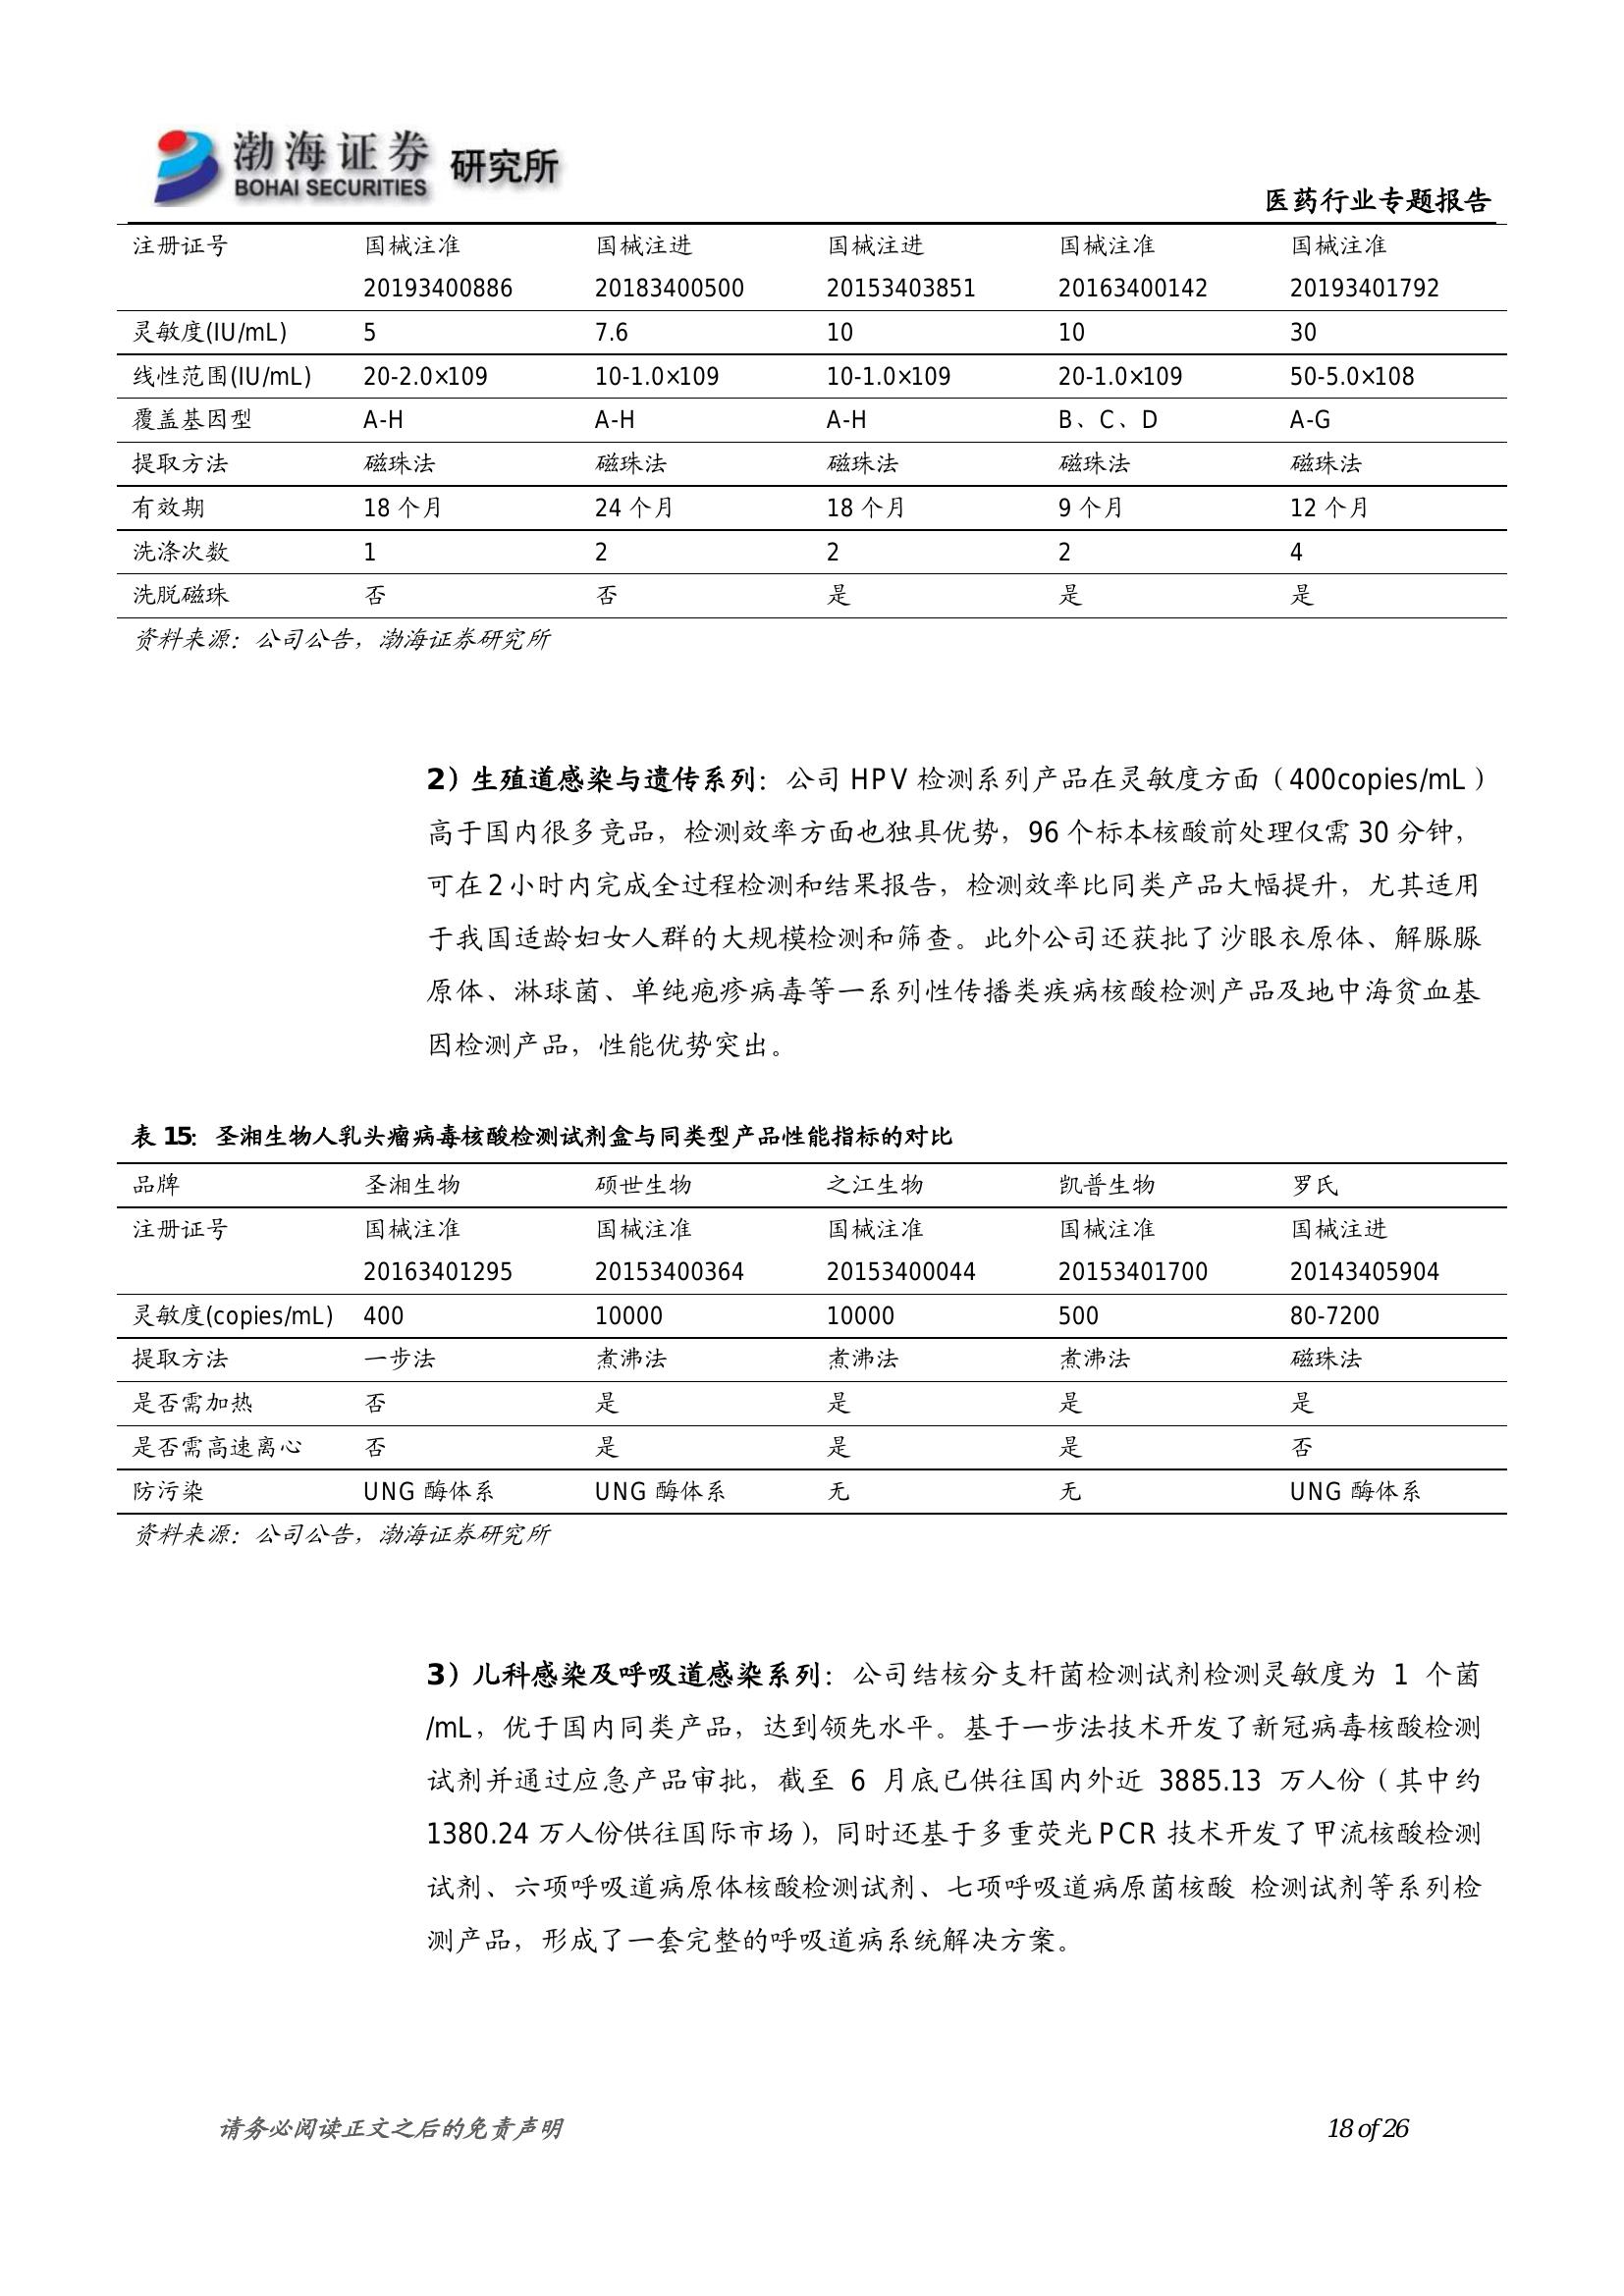 渤海证券 研究所
BOHAI SECURITIES
医药行业专题报告
注册证号 国械注准 国械注进 国械注进 国械注准 国械注准
20193400886 20183400500 20153403851 20163400142 20193401792
灵敏度(IU/mL) 5 7.6 10 10 30
线性范围(IU/mL) 20-2.0×109 10-1.0×109 10-1.0×109 20-1.0×109 50-5.0×108
覆盖基因型 A-H A-H A-H B、C、D A-G
提取方法 磁珠法 磁珠法 磁珠法 磁珠法 磁珠法
有效期 18 个月 24 个月 18 个月 9 个月 12 个月
洗涤次数 1 2 2 2 4
洗脱磁珠 否 否 是 是 是
资料来源：公司公告，渤海证券研究所
2）生殖道感染与遗传系列：公司 HPV 检测系列产品在灵敏度方面（400copies/mL）
高于国内很多竞品，检测效率方面也独具优势，96 个标本核酸前处理仅需 30 分钟，
可在 2 小时内完成全过程检测和结果报告，检测效率比同类产品大幅提升，尤其适用
于我国适龄妇女人群的大规模检测和筛查。此外公司还获批了沙眼衣原体、解脲脲
原体、淋球菌、单纯疱疹病毒等一系列性传播类疾病核酸检测产品及地中海贫血基
因检测产品，性能优势突出。
表 15：圣湘生物人乳头瘤病毒核酸检测试剂盒与同类型产品性能指标的对比
品牌 圣湘生物 硕世生物 之江生物 凯普生物 罗氏
注册证号 国械注准 国械注准 国械注准 国械注准 国械注进
20163401295 20153400364 20153400044 20153401700 20143405904
灵敏度(copies/mL) 400 10000 10000 500 80-7200
提取方法 一步法 煮沸法 煮沸法 煮沸法 磁珠法
是否需加热 否 是 是 是 是
是否需高速离心 否 是 是 是 否
防污染 UNG 酶体系 UNG 酶体系 无 无 UNG 酶体系
资料来源：公司公告，渤海证券研究所
3）儿科感染及呼吸道感染系列：公司结核分支杆菌检测试剂检测灵敏度为 1 个菌
/mL，优于国内同类产品，达到领先水平。基于一步法技术开发了新冠病毒核酸检测
试剂并通过应急产品审批，截至 6 月底已供往国内外近 3885.13 万人份（其中约
1380.24 万人份供往国际市场），同时还基于多重荧光 PCR 技术开发了甲流核酸检测
试剂、六项呼吸道病原体核酸检测试剂、七项呼吸道病原菌核酸 检测试剂等系列检
测产品，形成了一套完整的呼吸道病系统解决方案。
请务必阅读正文之后的免责声明 18 of 26